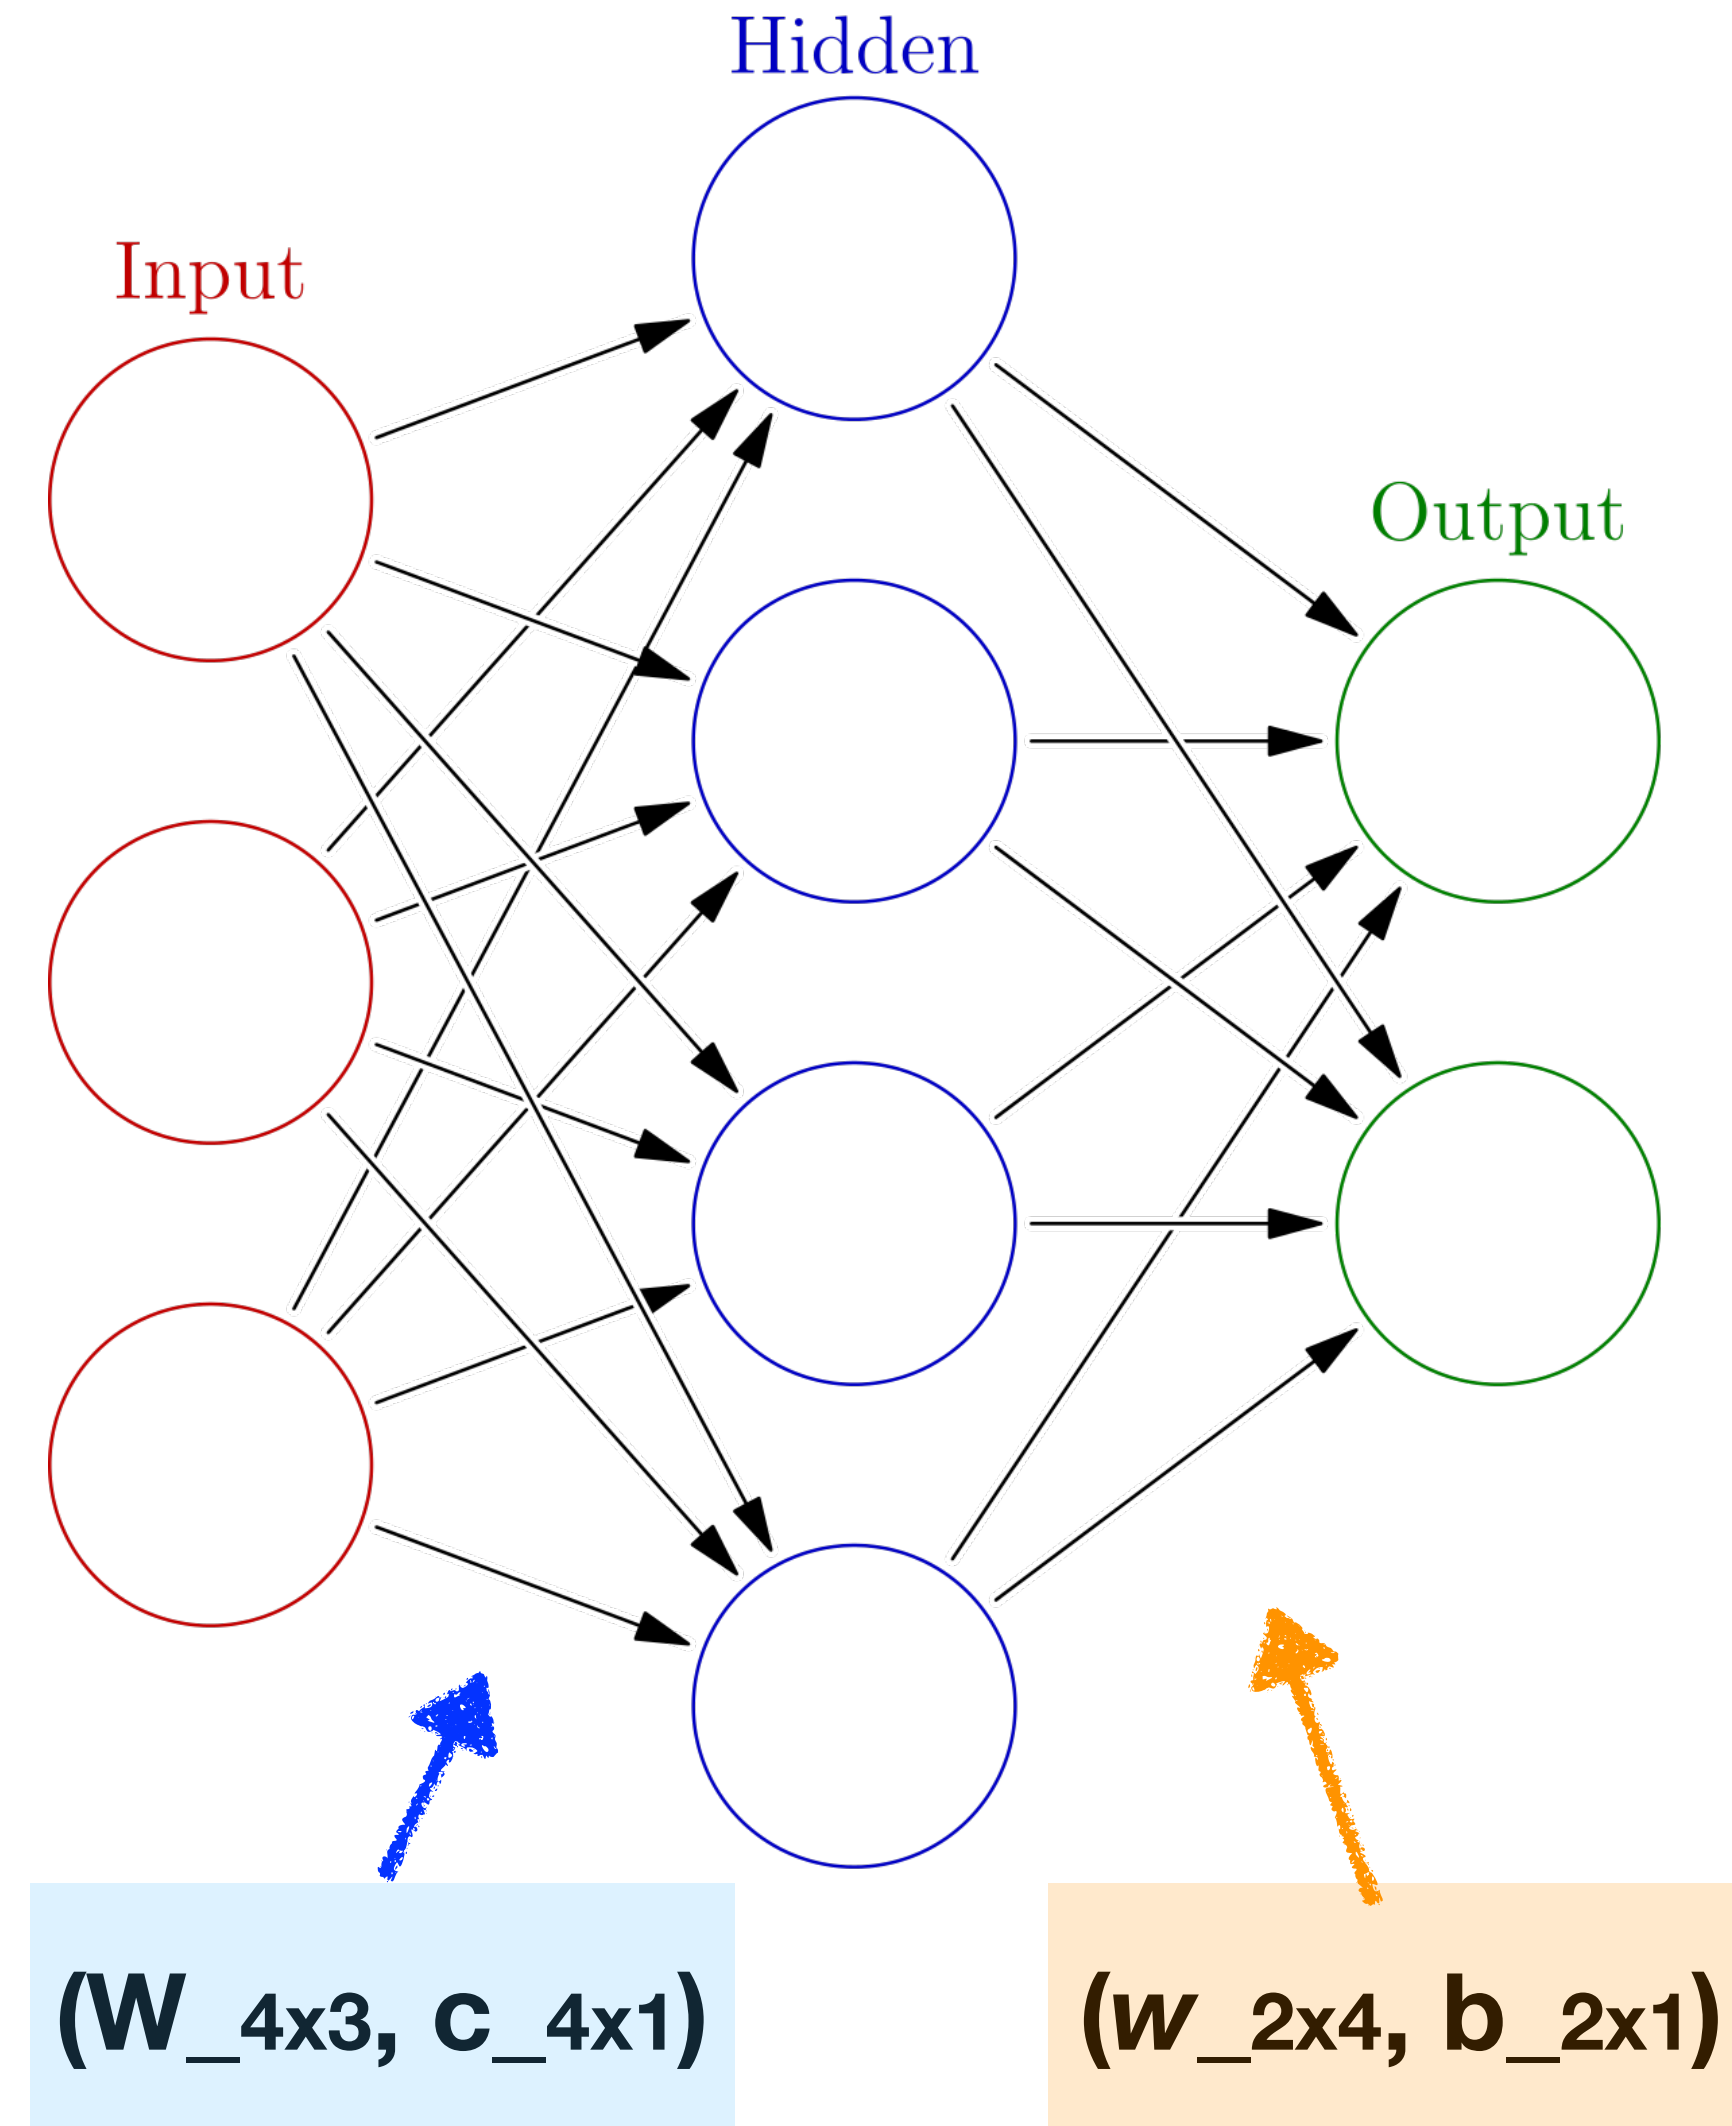 Hidden
Input
Output
(W_4x3, c_4x1)
(w_2x4, b_2x1)